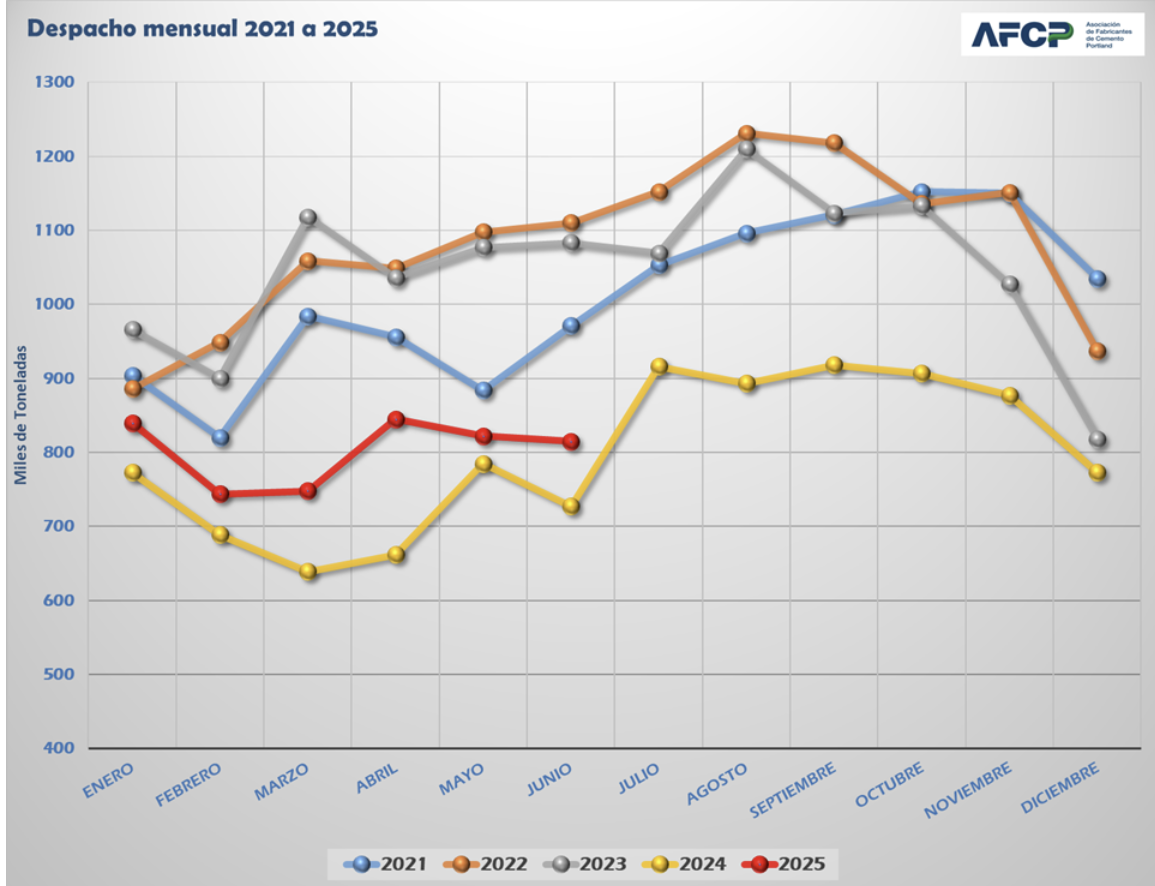 Despacho mensual 2021 a 2025
AFCP
Asociación
de Fabricantes
de Cemento
Portland
Miles de Toneladas
1300
1200
1100
1000
900
800
700
600
500
400
ENERO
FEBRERO
MARZO
ABRIL
MAYO
JUNIO
JULIO
AGOSTO
SEPTIEMBRE
OCTUBRE
NOVIEMBRE
DICIEMBRE
2021 2022 2023 2024 2025